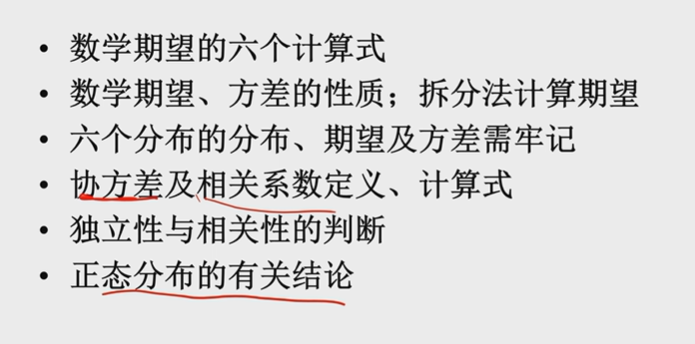 • 数学期望的六个计算式
• 数学期望、方差的性质；拆分法计算期望
• 六个分布的分布、期望及方差需牢记
• 协方差及相关系数定义、计算式
• 独立性与相关性的判断
• 正态分布的有关结论